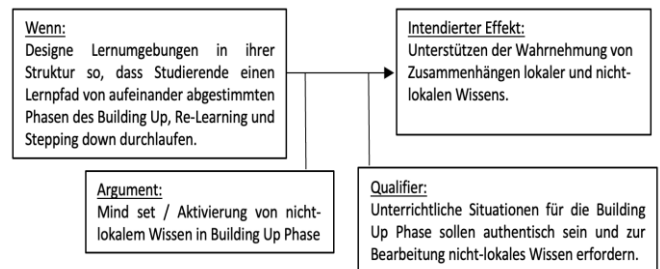 Wenn:
Designe Lernumgebungen in ihrer
Struktur so, dass Studierende einen
Lernpfad von aufeinander abgestimmten
Phasen des Building Up, Re-Learning und
Stepping down durchlaufen.
Intendierter Effekt:
Unterstützen der Wahrnehmung von
Zusammenhängen lokaler und nicht-
lokalen Wissens.
Argument:
Mind set / Aktivierung von nicht-
lokalem Wissen in Building Up Phase
Qualifier:
Unterrichtliche Situationen für die Building
Up Phase sollen authentisch sein und zur
Bearbeitung nicht-lokales Wissen erfordern.